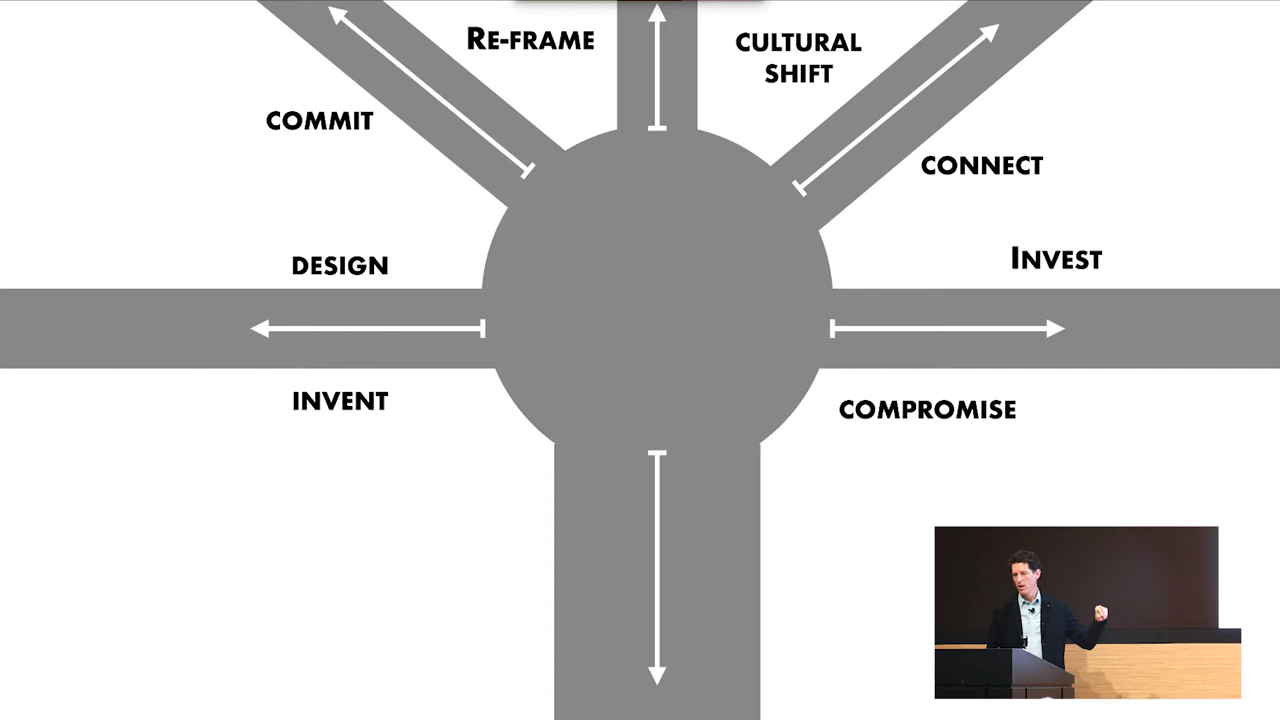 RE-FRAME
CULTURAL
SHIFT
COMMIT
CONNECT
DESIGN
INVEST
INVENT
COMPROMISE